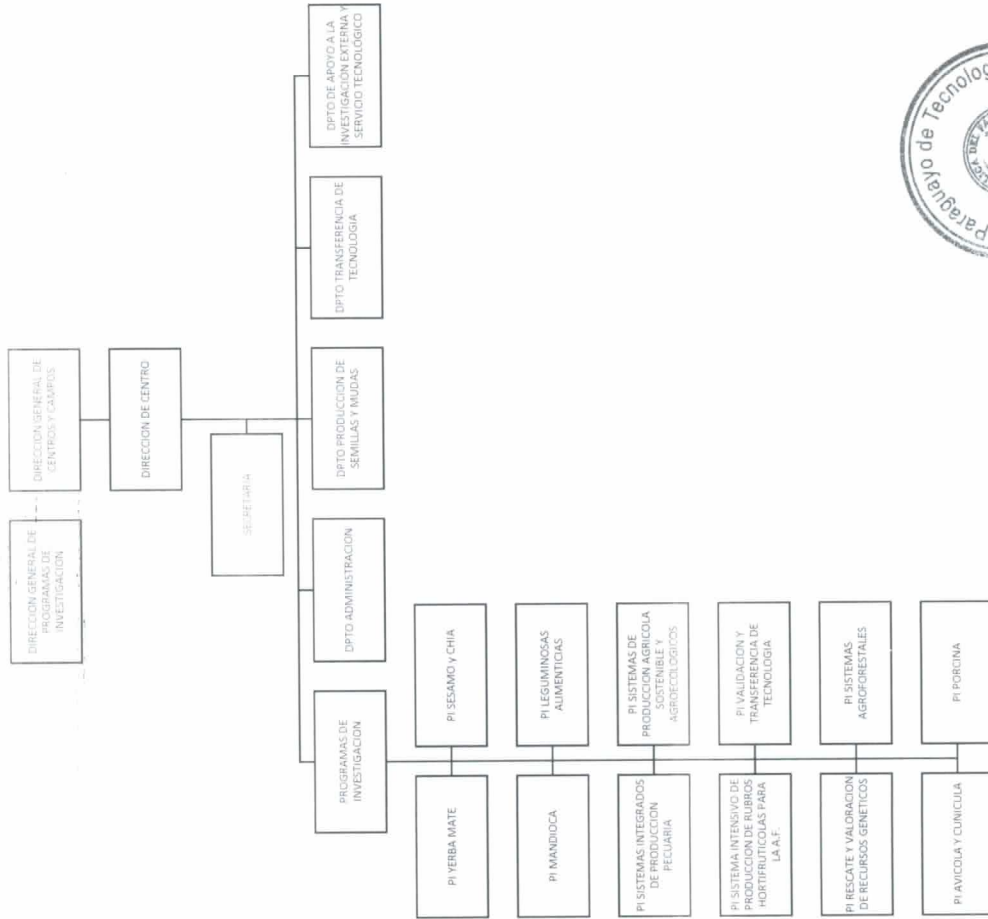 DIRECCION GENERAL DE
PROGRAMAS DE
INVESTIGACION
DIRECCION GENERAL DE
CENTROS Y CAMPOS
DIRECCION DE CENTRO
SECRETARIA
PROGRAMAS DE
INVESTIGACION
DPTO ADMINISTRACION
DPTO PRODUCCION DE
SEMILLAS Y MUDAS
DPTO TRANSFERENCIA DE
TECNOLOGIA
DPTO DE APOYO A LA
INVESTIGACIÓN EXTERNA Y
SERVICIO TECNOLÓGICO
PI YERBA MATE
PI SESAMO y CHIA
PI MANDIOCA
PI LEGUMINOSAS
ALIMENTICIAS
PI SISTEMAS INTEGRADOS
DE PRODUCCION
PECUARIA
PI SISTEMAS DE
PRODUCCION AGRICOLA
SOSTENIBLE Y
AGROECOLOGICOS
PI SISTEMA INTENSIVO DE
PRODUCCION DE RUBROS
HORTIFRUTICOLAS PARA
LA A.F.
PI VALIDACION Y
TRANSFERENCIA DE
TECNOLOGIA
PI RESCATE Y VALORACION
DE RECURSOS GENETICOS
PI SISTEMAS
AGROFORESTALES
PI AVICOLA Y CUNICULA
PI PORCINA
Paraguayo de Tecnolog